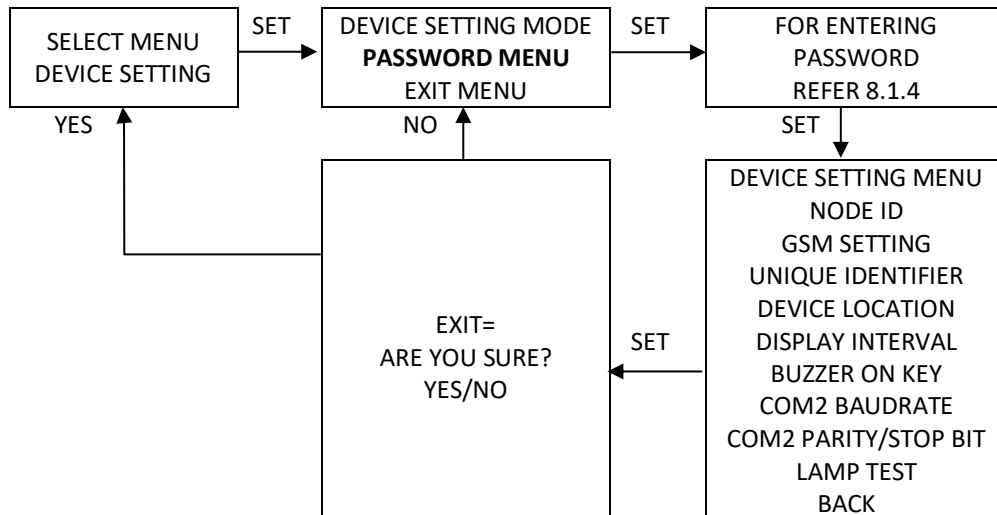 SELECT MENU
DEVICE SETTING
SET
DEVICE SETTING MODE
PASSWORD MENU
EXIT MENU
SET
FOR ENTERING
PASSWORD
REFER 8.1.4
YES
NO
SET
DEVICE SETTING MENU
NODE ID
GSM SETTING
UNIQUE IDENTIFIER
DEVICE LOCATION
DISPLAY INTERVAL
BUZZER ON KEY
COM2 BAUDRATE
COM2 PARITY/STOP BIT
LAMP TEST
BACK
SET
EXIT=
ARE YOU SURE?
YES/NO